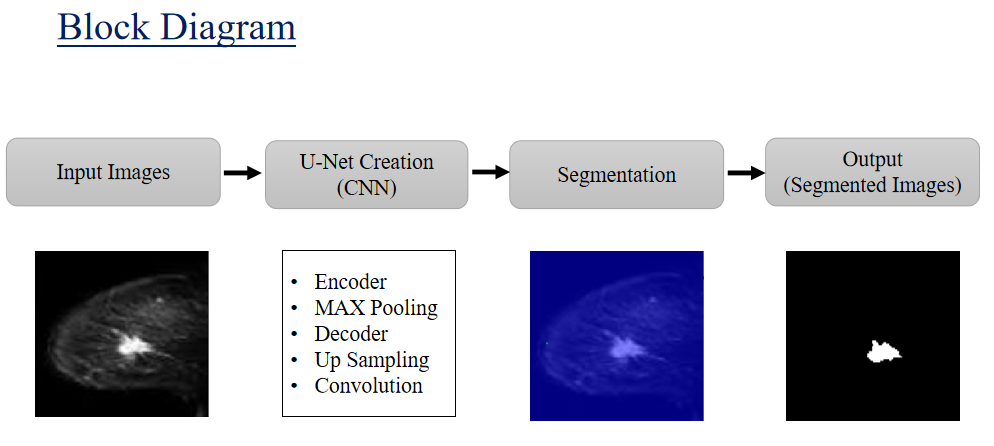 Block Diagram
Input Images
U-Net Creation
(CNN)
Segmentation
Output
(Segmented Images)
• Encoder
• MAX Pooling
• Decoder
• Up Sampling
• Convolution